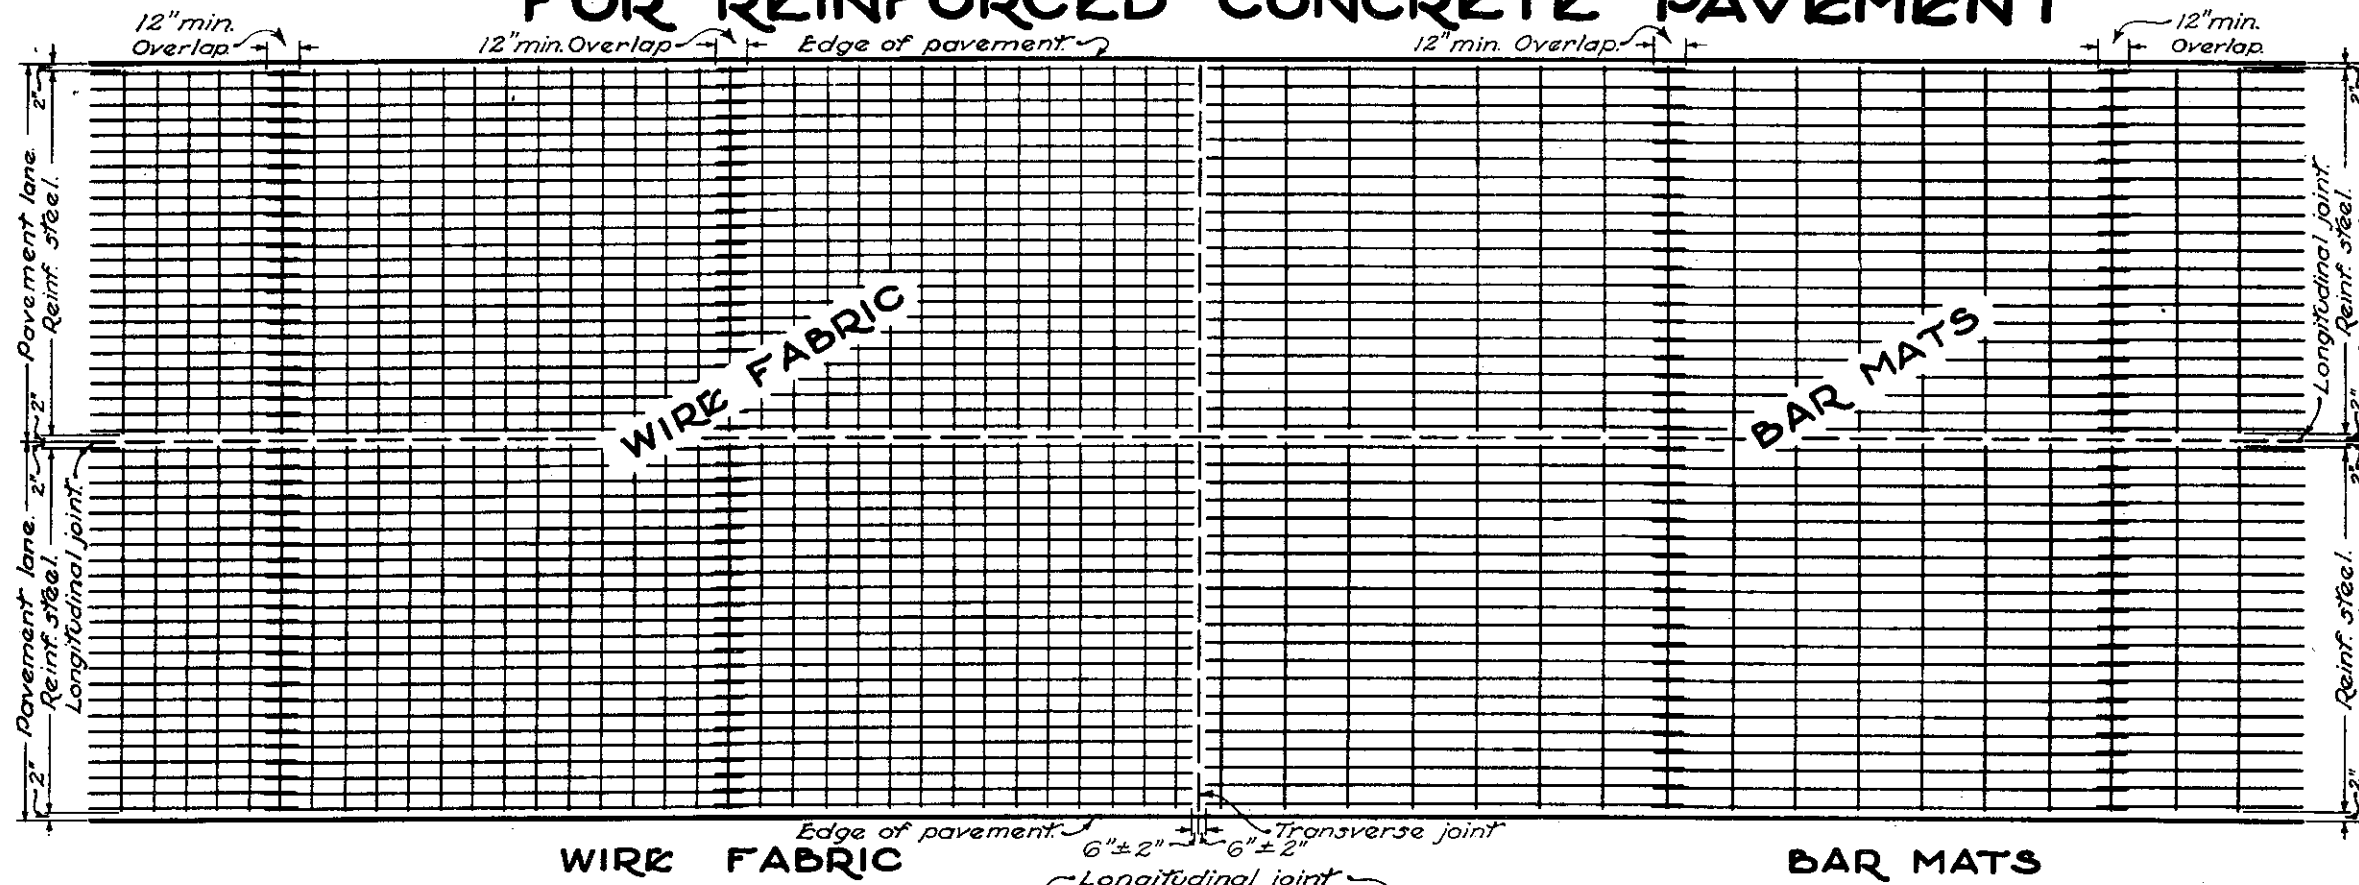 FOR REINFORCED CONCRETE PAVEMENT
12" min.
Overlap.
12" min. Overlap
Edge of pavement.
12" min. Overlap.
12" min.
Overlap.
2"
Pavement lane.
Reinf. steel.
2"
2"
Pavement lane.
Reinf. steel.
Longitudinal joint.
2"
WIRE FABRIC
BAR MATS
2"
Longitudinal joint.
Reinf. steel.
2"
2"
Reinf. steel.
2"
Edge of pavement.
6"± 2"
6"± 2"
Transverse joint
WIRE FABRIC
BAR MATS
Longitudinal joint